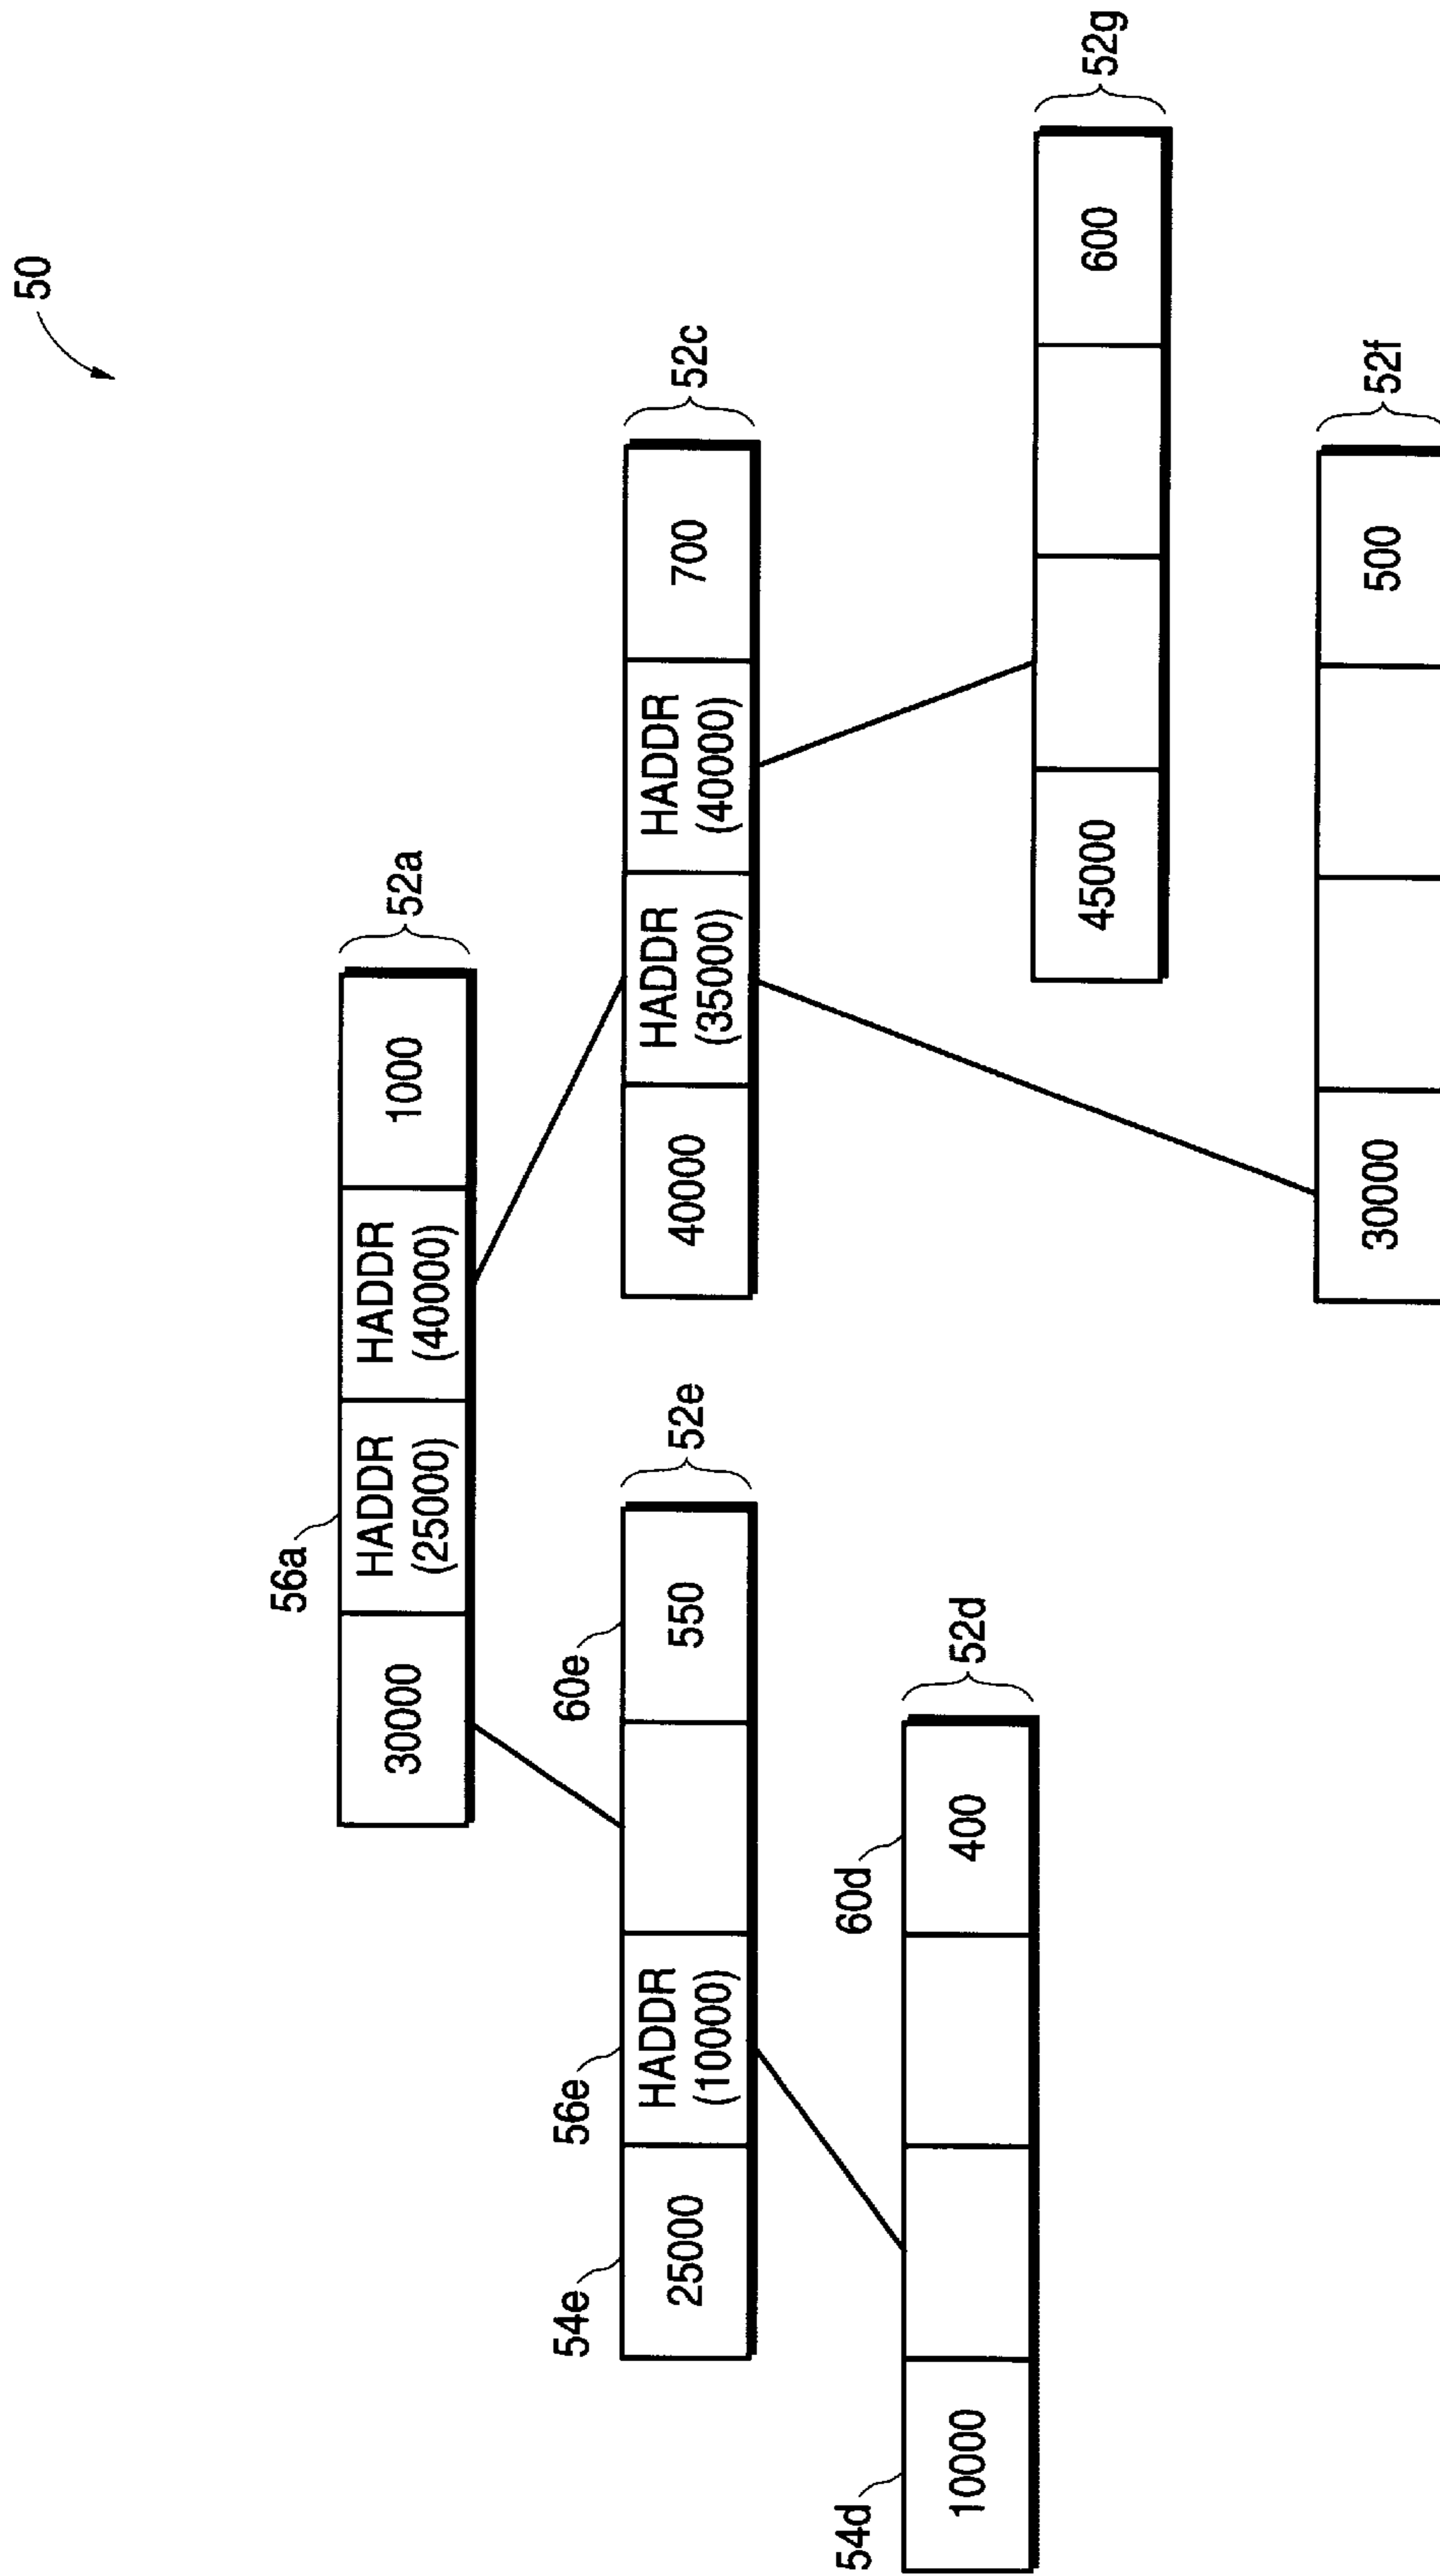 50
52a
56a
30000
HADDR
(25000)
HADDR
(40000)
1000
52e
52c
54e
56e
60e
25000
HADDR
(10000)
550
40000
HADDR
(35000)
HADDR
(40000)
700
52d
54d
60d
10000
400
52g
45000
600
52f
30000
500